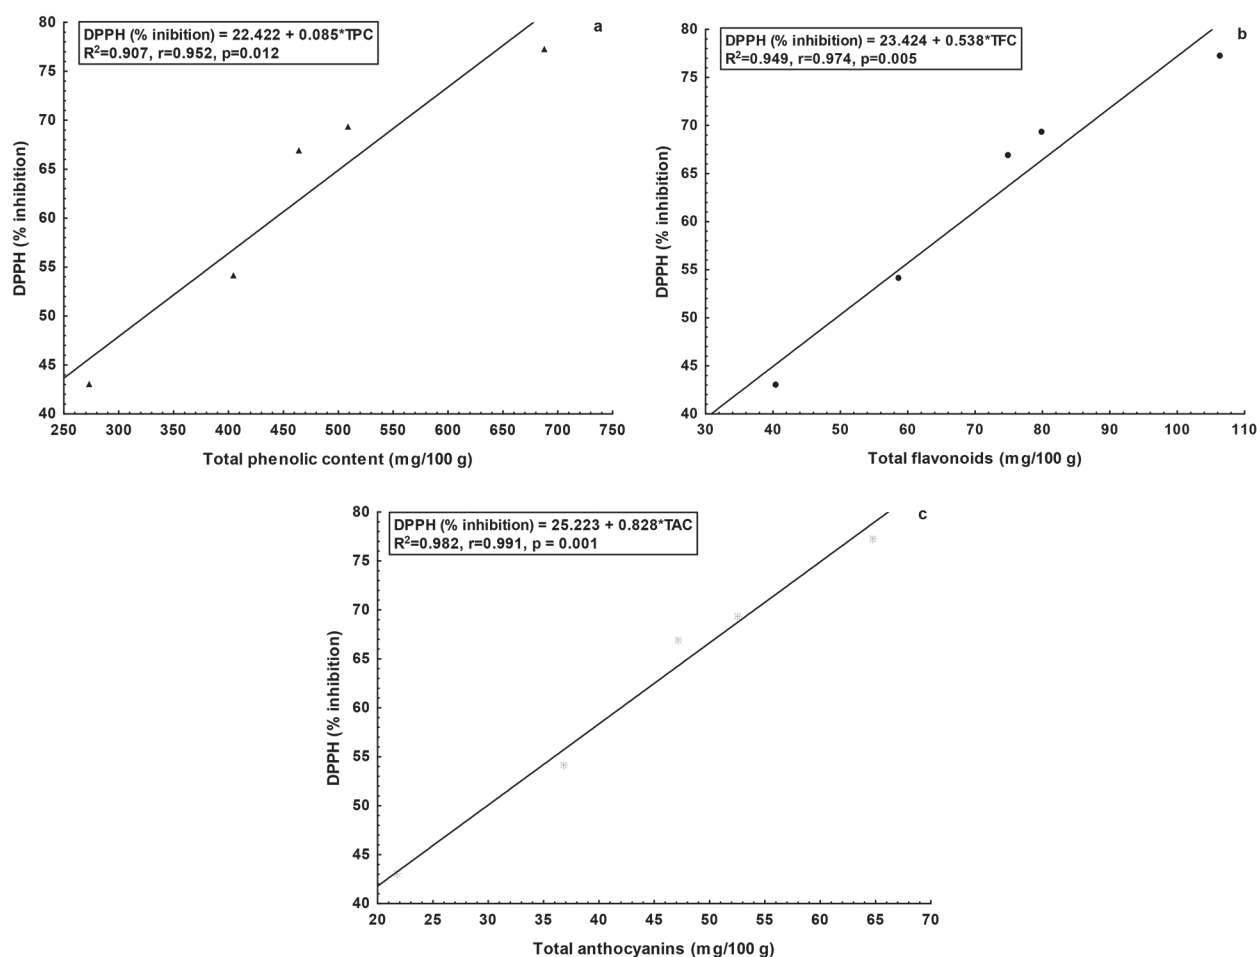 DPPH (% inibition) = 22.422 + 0.085*TPC
R²=0.907, r=0.952, p=0.012
a
80
75
70
65
60
55
50
45
40
DPPH (% inhibition)
250 300 350 400 450 500 550 600 650 700 750
Total phenolic content (mg/100 g)
DPPH (% inhibition) = 23.424 + 0.538*TFC
R²=0.949, r=0.974, p=0.005
b
80
75
70
65
60
55
50
45
40
DPPH (% inhibition)
30 40 50 60 70 80 90 100 110
Total flavonoids (mg/100 g)
DPPH (% inhibition) = 25.223 + 0.828*TAC
R²=0.982, r=0.991, p = 0.001
c
80
75
70
65
60
55
50
45
40
DPPH (% inhibition)
20 25 30 35 40 45 50 55 60 65 70
Total anthocyanins (mg/100 g)